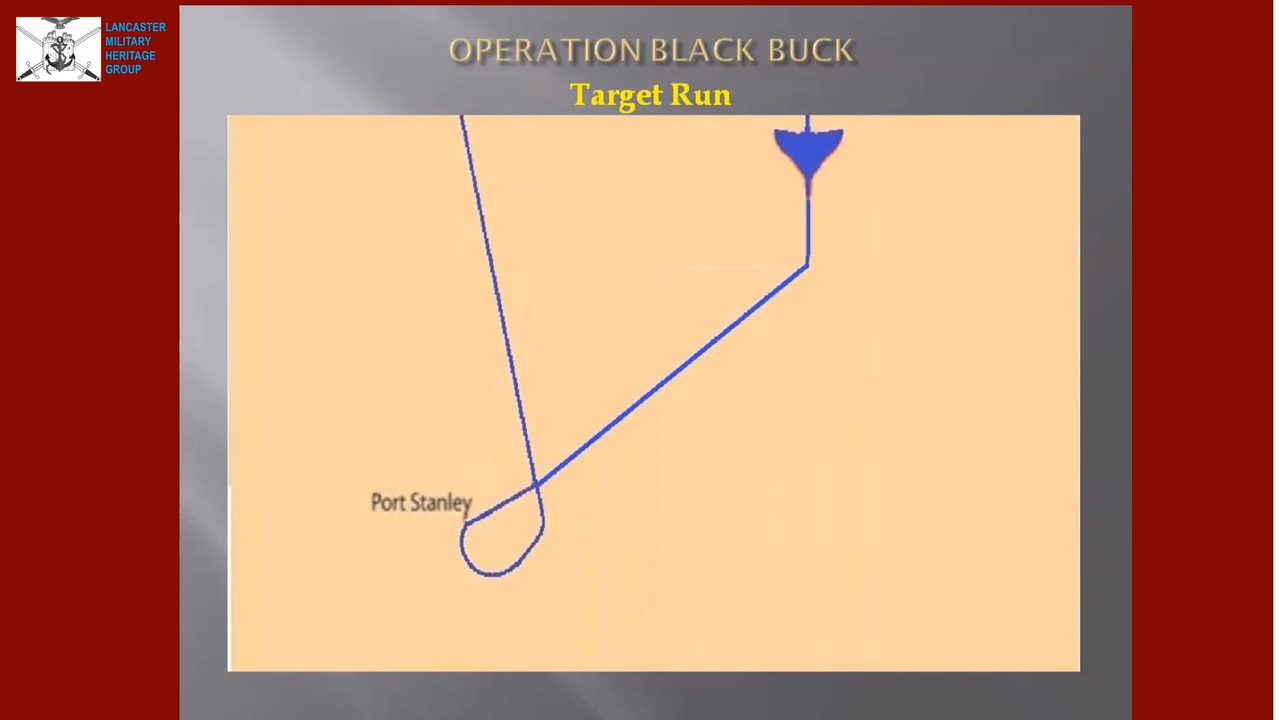 LANCASTER
MILITARY
HERITAGE
GROUP
OPERATION BLACK BUCK
Target Run
Port Stanley